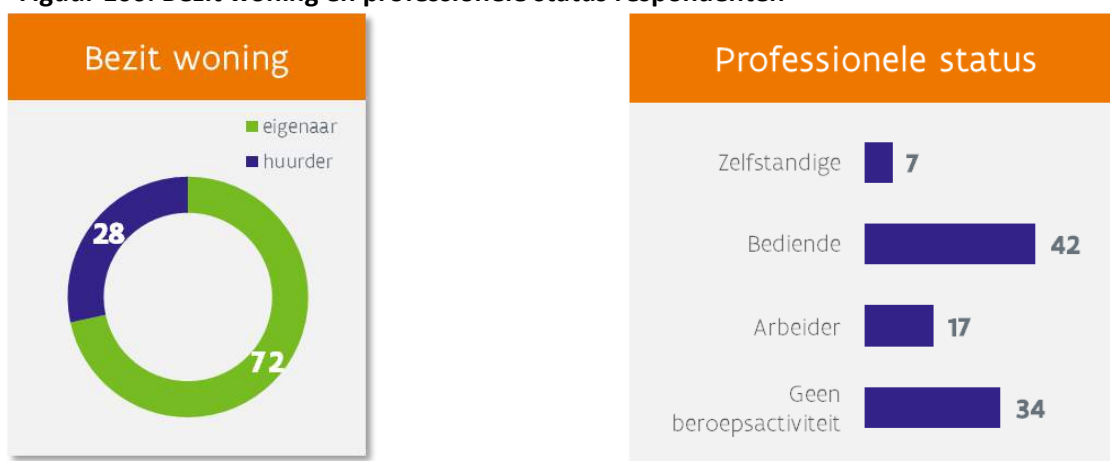 Bezit woning
eigenaar
huurder
28
72
Professionele status
Zelfstandige 7
Bediende 42
Arbeider 17
Geen
beroepsactiviteit 34